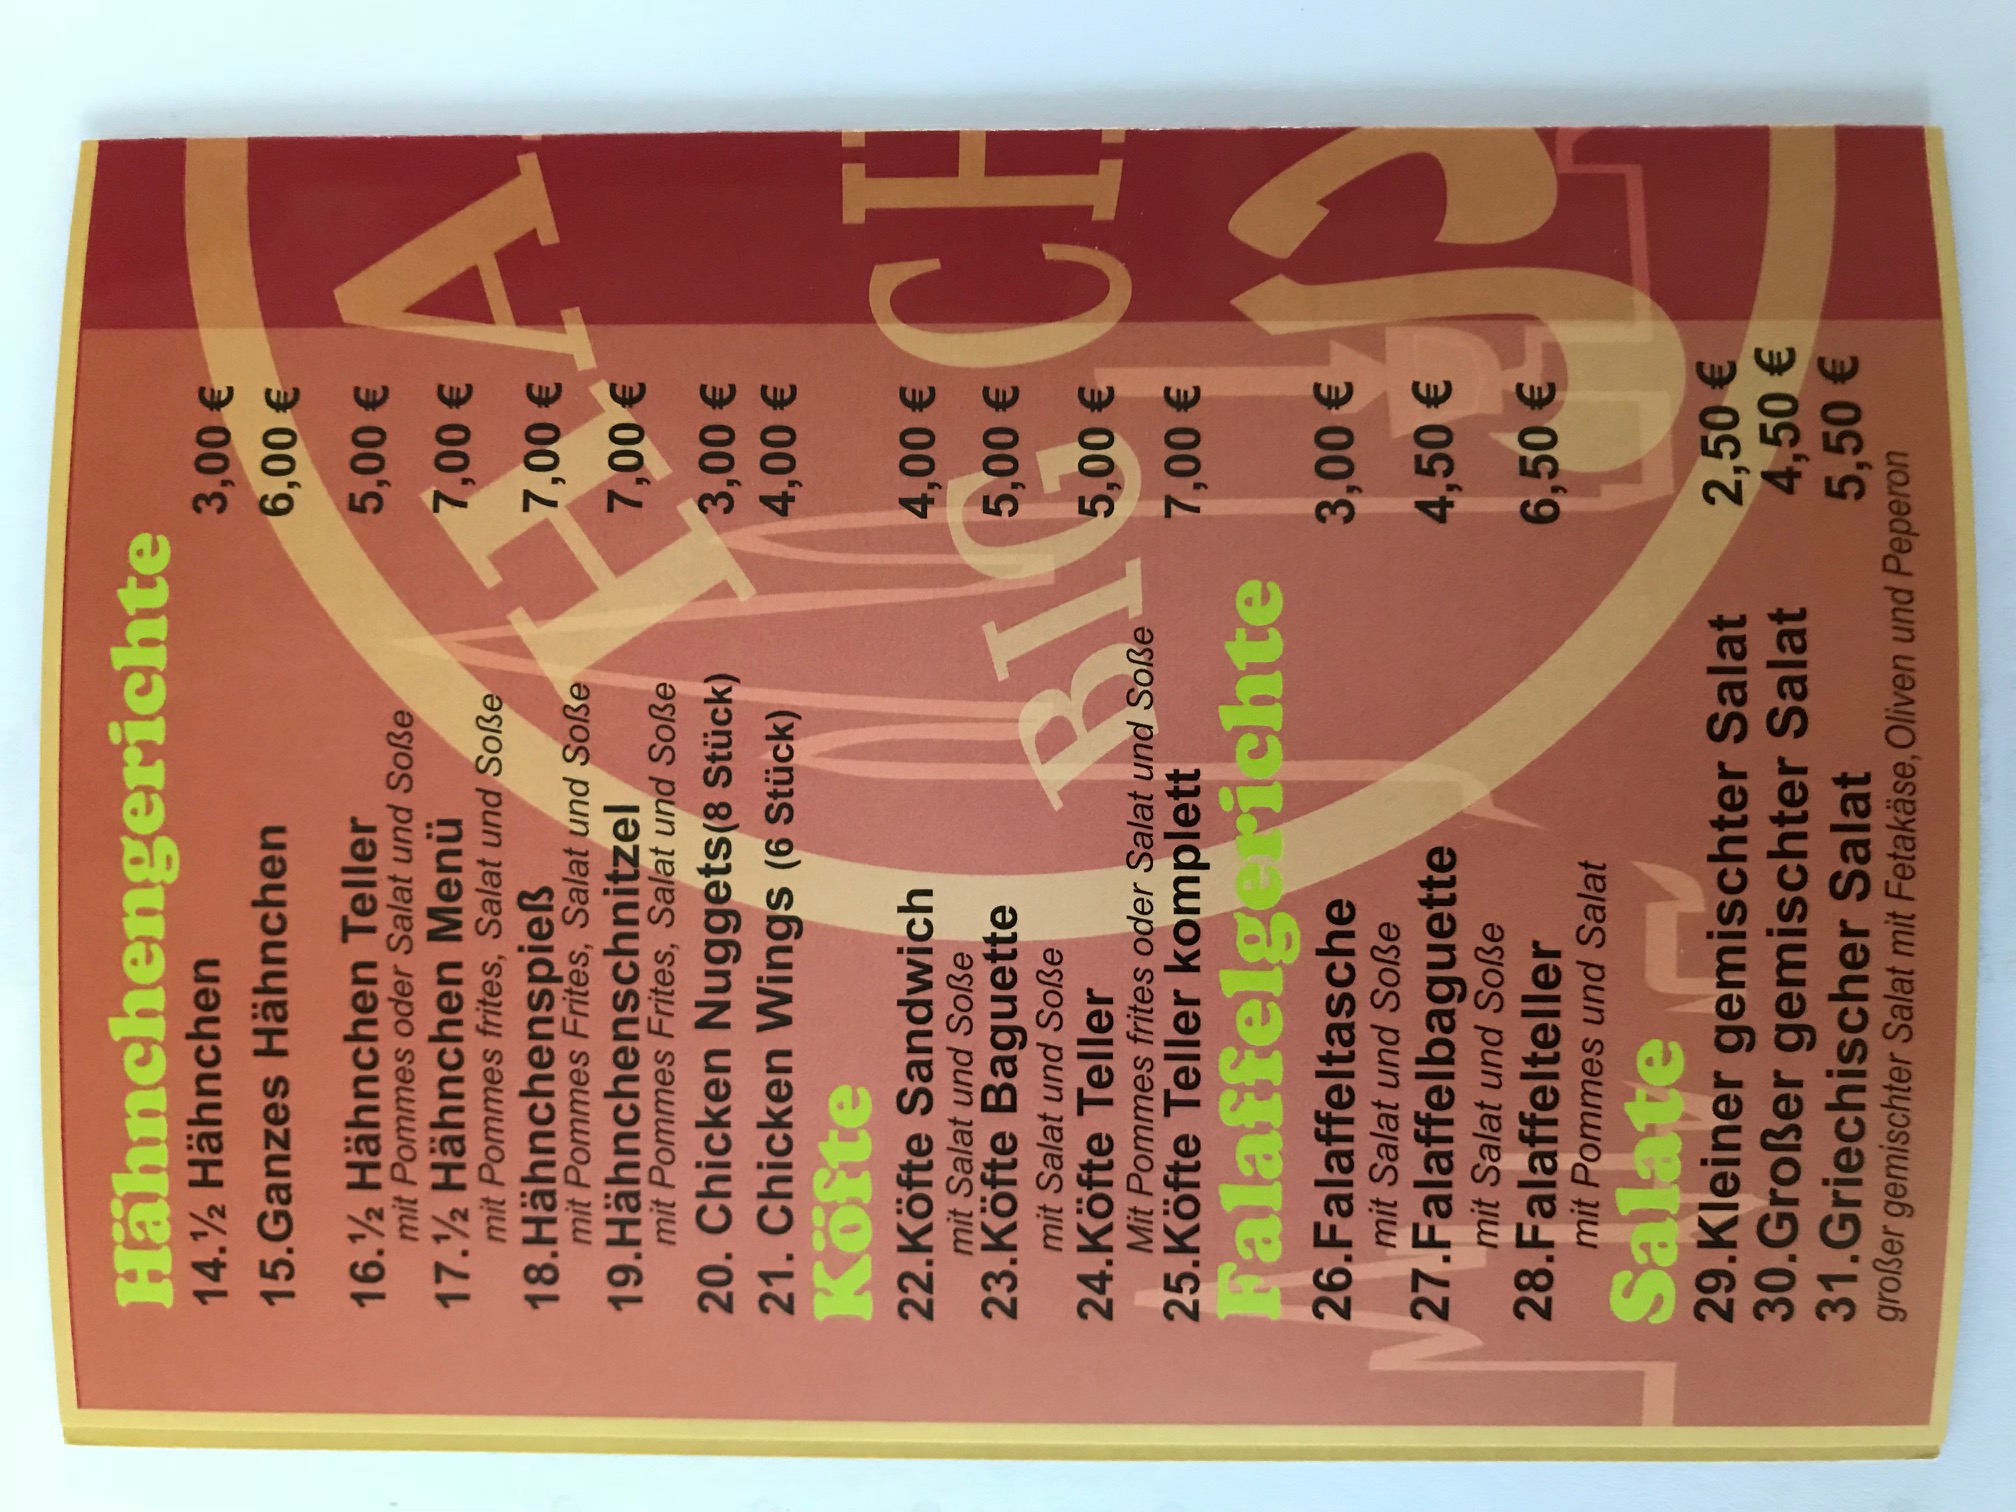 Hähnchengerichte
14.½ Hähnchen 3,00 €
15.Ganzes Hähnchen 6,00 €
16.½ Hähnchen Teller 5,00 €
mit Pommes oder Salat und Soße
17.½ Hähnchen Menü 7,00 €
mit Pommes frites, Salat und Soße
18.Hähnchenspieß 7,00 €
mit Pommes Frites, Salat und Soße
19.Hähnchenschnitzel 7,00 €
mit Pommes Frites, Salat und Soße
20. Chicken Nuggets(8 Stück) 3,00 €
21. Chicken Wings (6 Stück) 4,00 €
Köfte
22.Köfte Sandwich 4,00 €
mit Salat und Soße
23.Köfte Baguette 5,00 €
mit Salat und Soße
24.Köfte Teller 5,00 €
Mit Pommes frites oder Salat und Soße
25.Köfte Teller komplett 7,00 €
Falaffelgerichte
26.Falaffeltasche 3,00 €
mit Salat und Soße
27.Falaffelbaguette 4,50 €
mit Salat und Soße
28.Falaffelteller 6,50 €
mit Pommes und Salat
Salate
29.Kleiner gemischter Salat 2,50 €
30.Großer gemischter Salat 4,50 €
31.Griechischer Salat 5,50 €
großer gemischter Salat mit Fetakäse,Oliven und Peperon
HA
BIG CH